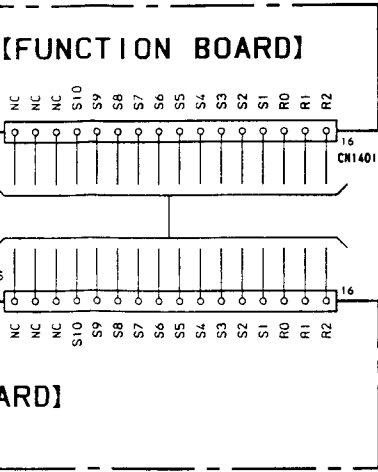 [FUNCTION BOARD]
NC NC NC S10 S9 S8 S7 S6 S5 S4 S3 S2 S1 R0 R1 R2
16
CN1401
S
16
NC NC NC S10 S9 S8 S7 S6 S5 S4 S3 S2 S1 R0 R1 R2
ARD]